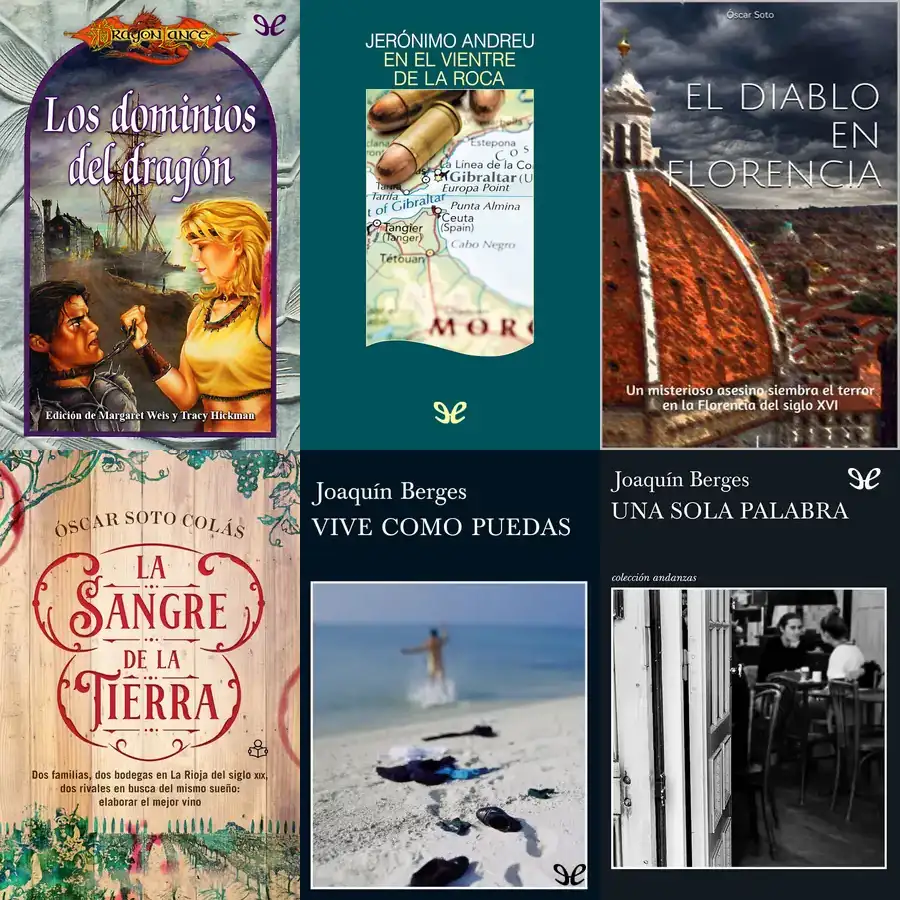 DRAGONLANCE
Los dominios
del dragón
Edición de Margaret Weis y Tracy Hickman
JERÓNIMO ANDREU
EN EL VIENTRE
DE LA ROCA
Marbella
Estepona
COS
La Línea de la Co
Gibraltar (U
Europa Point
Tarifa
Tarifa
t of Gibraltar
Punta Almina
Ceuta
(Spain)
Tangier
(Tanger)
Cabo Negro
Tétouan
MORO
Óscar Soto
EL DIABLO
EN
FLORENCIA
Un misterioso asesino siembra el terror
en la Florencia del siglo XVI
ÓSCAR SOTO COLÁS
LA
SANGRE
DE LA
TIERRA
Dos familias, dos bodegas en La Rioja del siglo XIX,
dos rivales en busca del mismo sueño:
elaborar el mejor vino
Joaquín Berges
VIVE COMO PUEDAS
Joaquín Berges
UNA SOLA PALABRA
colección andanzas